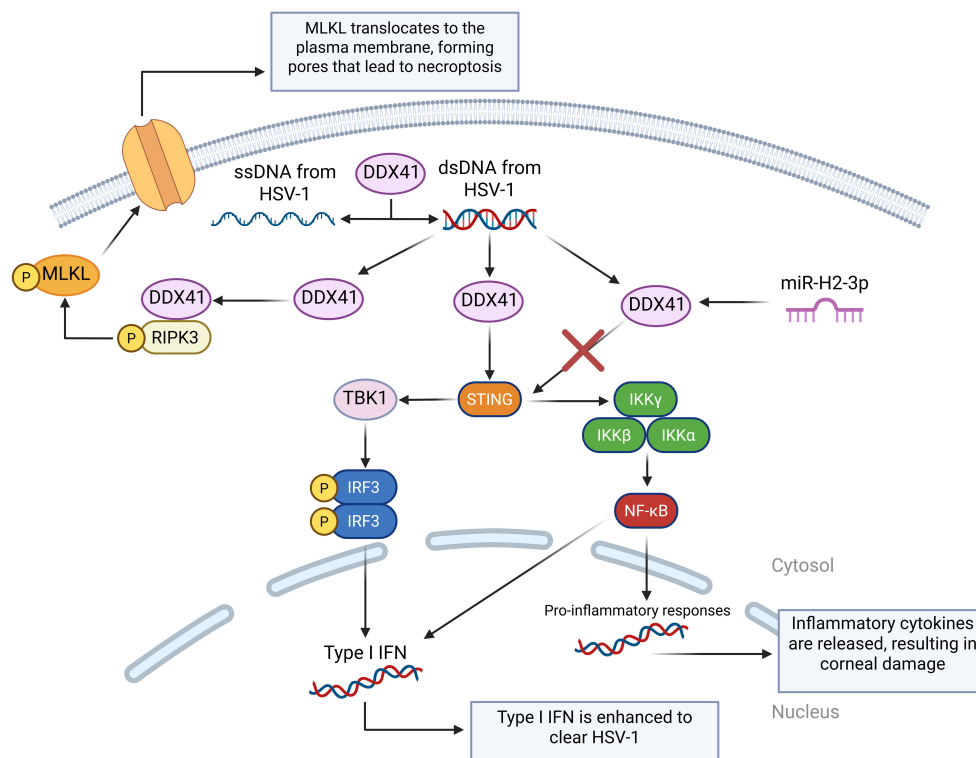 MLKL translocates to the
plasma membrane, forming
pores that lead to necroptosis
ssDNA from
HSV-1
DDX41
dsDNA from
HSV-1
P
MLKL
DDX41
DDX41
DDX41
DDX41
miR-H2-3p
P
RIPK3
TBK1
STING
IKKγ
IKKβ
IKKα
P
IRF3
P
IRF3
NF-κB
Cytosol
Pro-inflammatory responses
Inflammatory cytokines
are released, resulting in
corneal damage
Type I IFN
Nucleus
Type I IFN is enhanced to
clear HSV-1